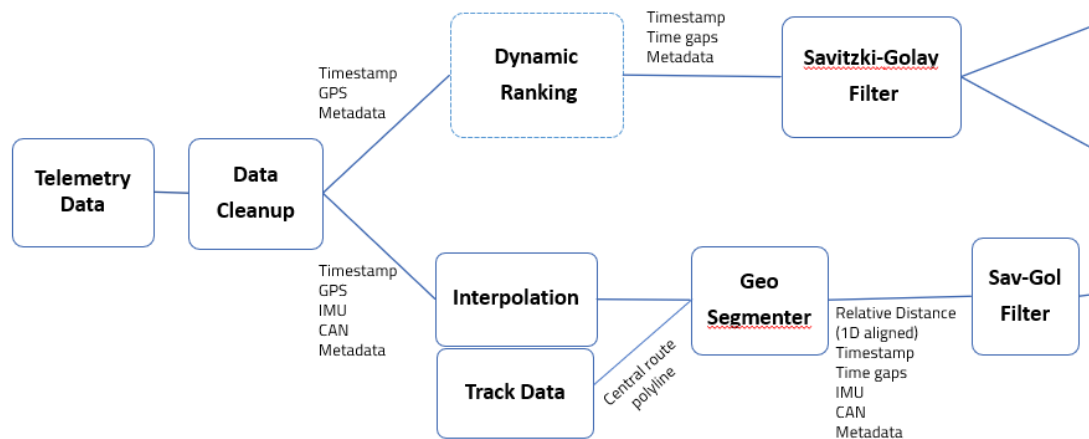 Timestamp
Time gaps
Metadata
Dynamic
Ranking
Savitzki-Golay
Filter
Timestamp
GPS
Metadata
Telemetry
Data
Data
Cleanup
Timestamp
GPS
IMU
CAN
Metadata
Interpolation
Track Data
Central route
polyline
Geo
Segmenter
Relative Distance
(1D aligned)
Timestamp
Time gaps
IMU
CAN
Metadata
Sav-Gol
Filter